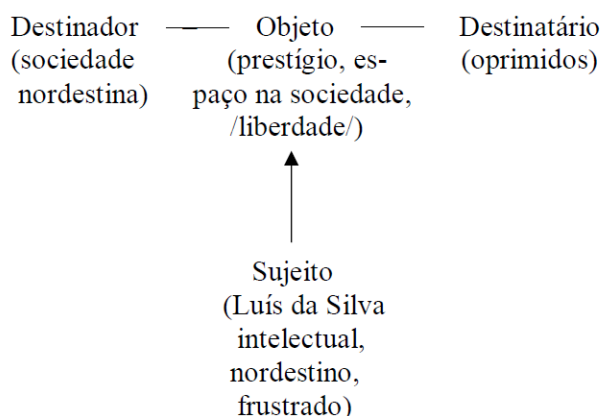 Destinador Objeto Destinatário
(sociedade (prestígio, es- (oprimidos)
nordestina) paço na sociedade,
/liberdade/)
Sujeito
(Luís da Silva
intelectual,
nordestino,
frustrado)